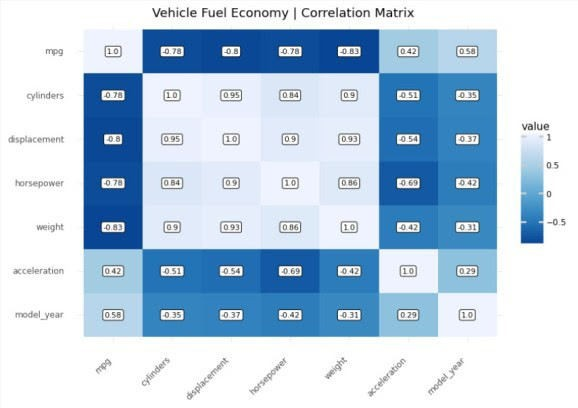 Vehicle Fuel Economy | Correlation Matrix
mpg 1.0 -0.78 -0.8 -0.78 -0.83 0.42 0.58
cylinders -0.78 1.0 0.95 0.84 0.9 -0.51 -0.35
displacement -0.8 0.95 1.0 0.9 0.93 -0.54 -0.37
horsepower -0.78 0.84 0.9 1.0 0.86 -0.69 -0.42
weight -0.83 0.9 0.93 0.86 1.0 -0.42 -0.31
acceleration 0.42 -0.51 -0.54 -0.69 -0.42 1.0 0.29
model_year 0.58 -0.35 -0.37 -0.42 -0.31 0.29 1.0
mpg cylinders displacement horsepower weight acceleration model_year
value
1
0.5
−0.5